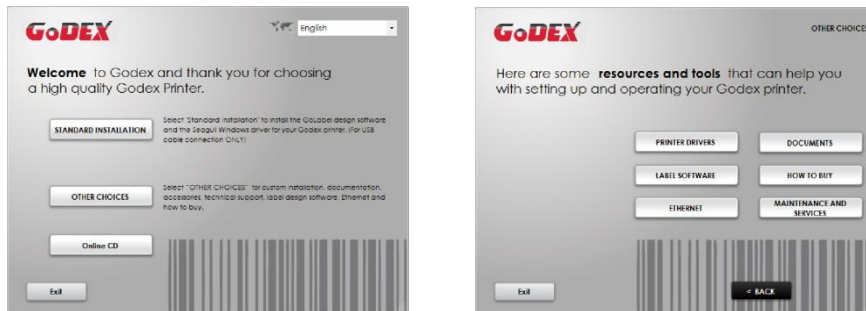 GoDEX
English
Welcome to Godex and thank you for choosing
a high quality Godex Printer.
STANDARD INSTALLATION
Select 'Standard Installation' to install the GoLabel design software
and the Seagull Windows driver for your Godex printer. (For USB
cable connection ONLY)
OTHER CHOICES
Select "OTHER CHOICES" for custom installation, documentation,
accessories, technical support, label design software, Ethernet and
how to buy.
Online CD
Exit
GoDEX
OTHER CHOICES
Here are some resources and tools that can help you
with setting up and operating your Godex printer.
PRINTER DRIVERS
DOCUMENTS
LABEL SOFTWARE
HOW TO BUY
ETHERNET
MAINTENANCE AND
SERVICES
Exit
< BACK